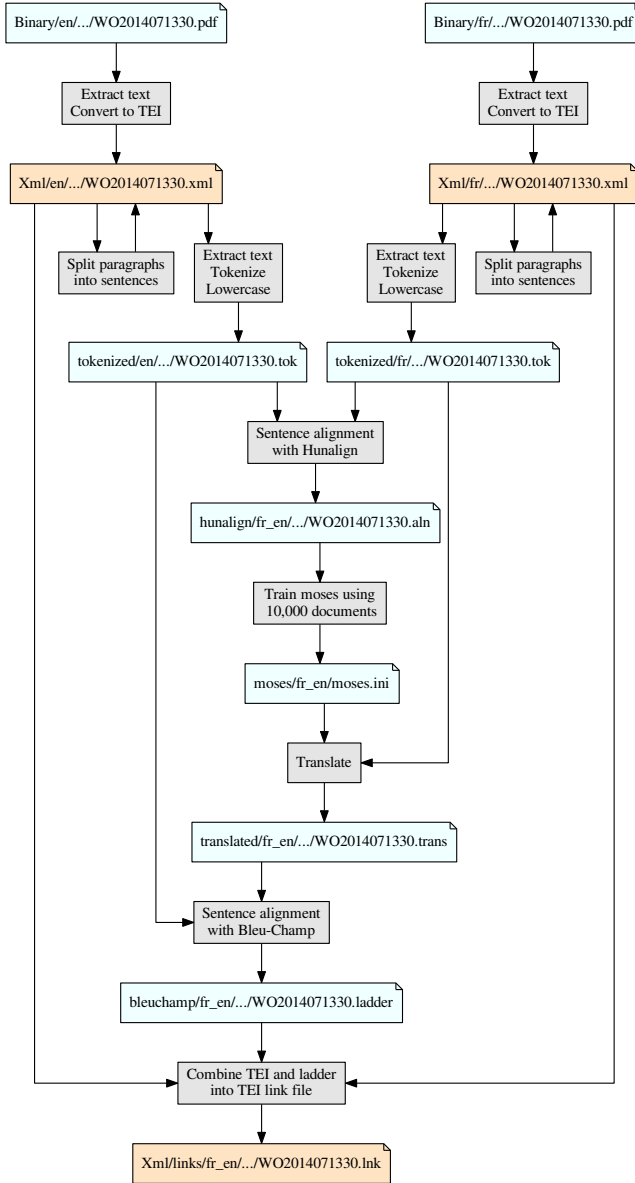 Binary/en/.../WO2014071330.pdf
Binary/fr/.../WO2014071330.pdf
Extract text
Convert to TEI
Extract text
Convert to TEI
Xml/en/.../WO2014071330.xml
Xml/fr/.../WO2014071330.xml
Split paragraphs
into sentences
Extract text
Tokenize
Lowercase
Extract text
Tokenize
Lowercase
Split paragraphs
into sentences
tokenized/en/.../WO2014071330.tok
tokenized/fr/.../WO2014071330.tok
Sentence alignment
with Hunalign
hunalign/fr_en/.../WO2014071330.aln
Train moses using
10,000 documents
moses/fr_en/moses.ini
Translate
translated/fr_en/.../WO2014071330.trans
Sentence alignment
with Bleu-Champ
bleuchamp/fr_en/.../WO2014071330.ladder
Combine TEI and ladder
into TEI link file
Xml/links/fr_en/.../WO2014071330.lnk